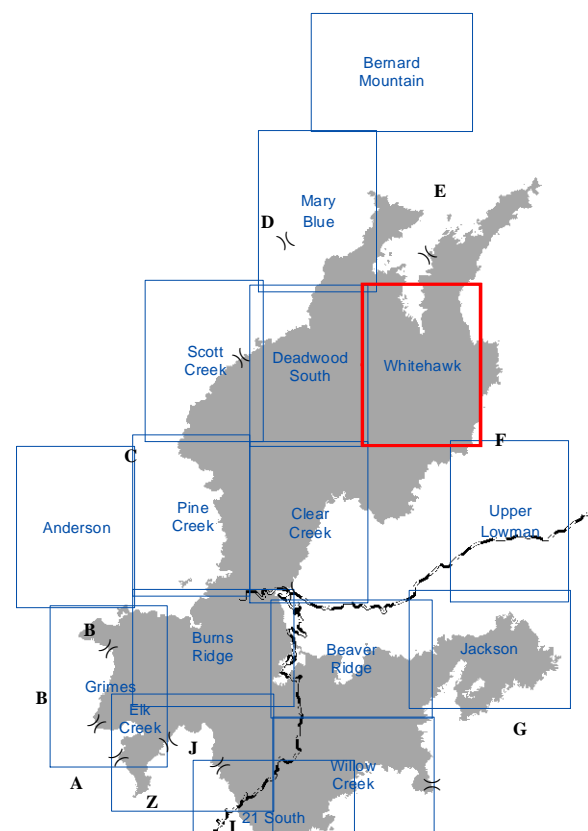 Bernard
Mountain
E
Mary
Blue
D
Scott
Creek
Deadwood
South
Whitehawk
F
C
Pine
Creek
Clear
Creek
Upper
Lowman
Anderson
B
Burns
Ridge
Beaver
Ridge
Jackson
B
Grimes
Elk
Creek
G
J
A
Z
Willow
Creek
21 South
I